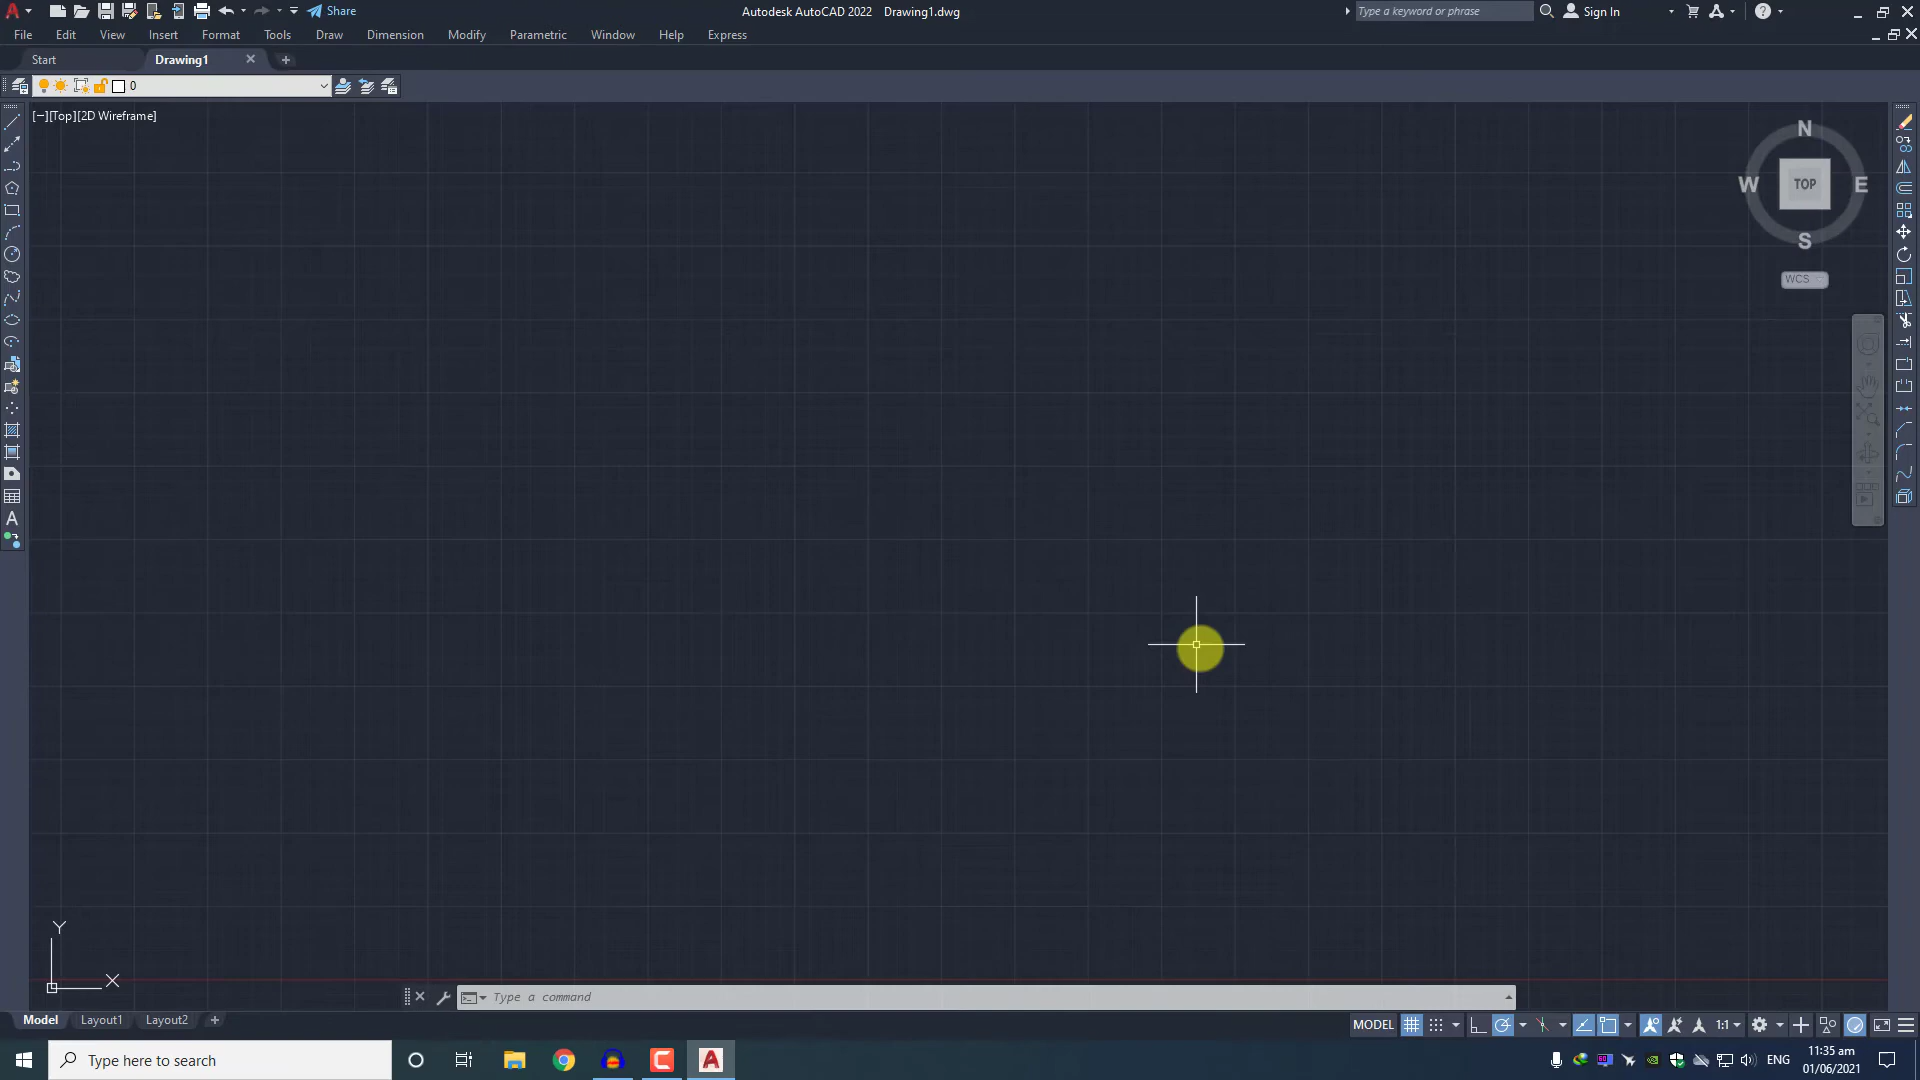 Share
Autodesk AutoCAD 2022 Drawing1.dwg
Type a keyword or phrase
Sign In
File Edit View Insert Format Tools Draw Dimension Modify Parametric Window Help Express
Start
Drawing1
0
[−][Top][2D Wireframe]
N
W
TOP
E
S
WCS
A
Y
X
Type a command
Model
Layout1
Layout2
MODEL
1:1
Type here to search
ENG
11:35 am
01/06/2021